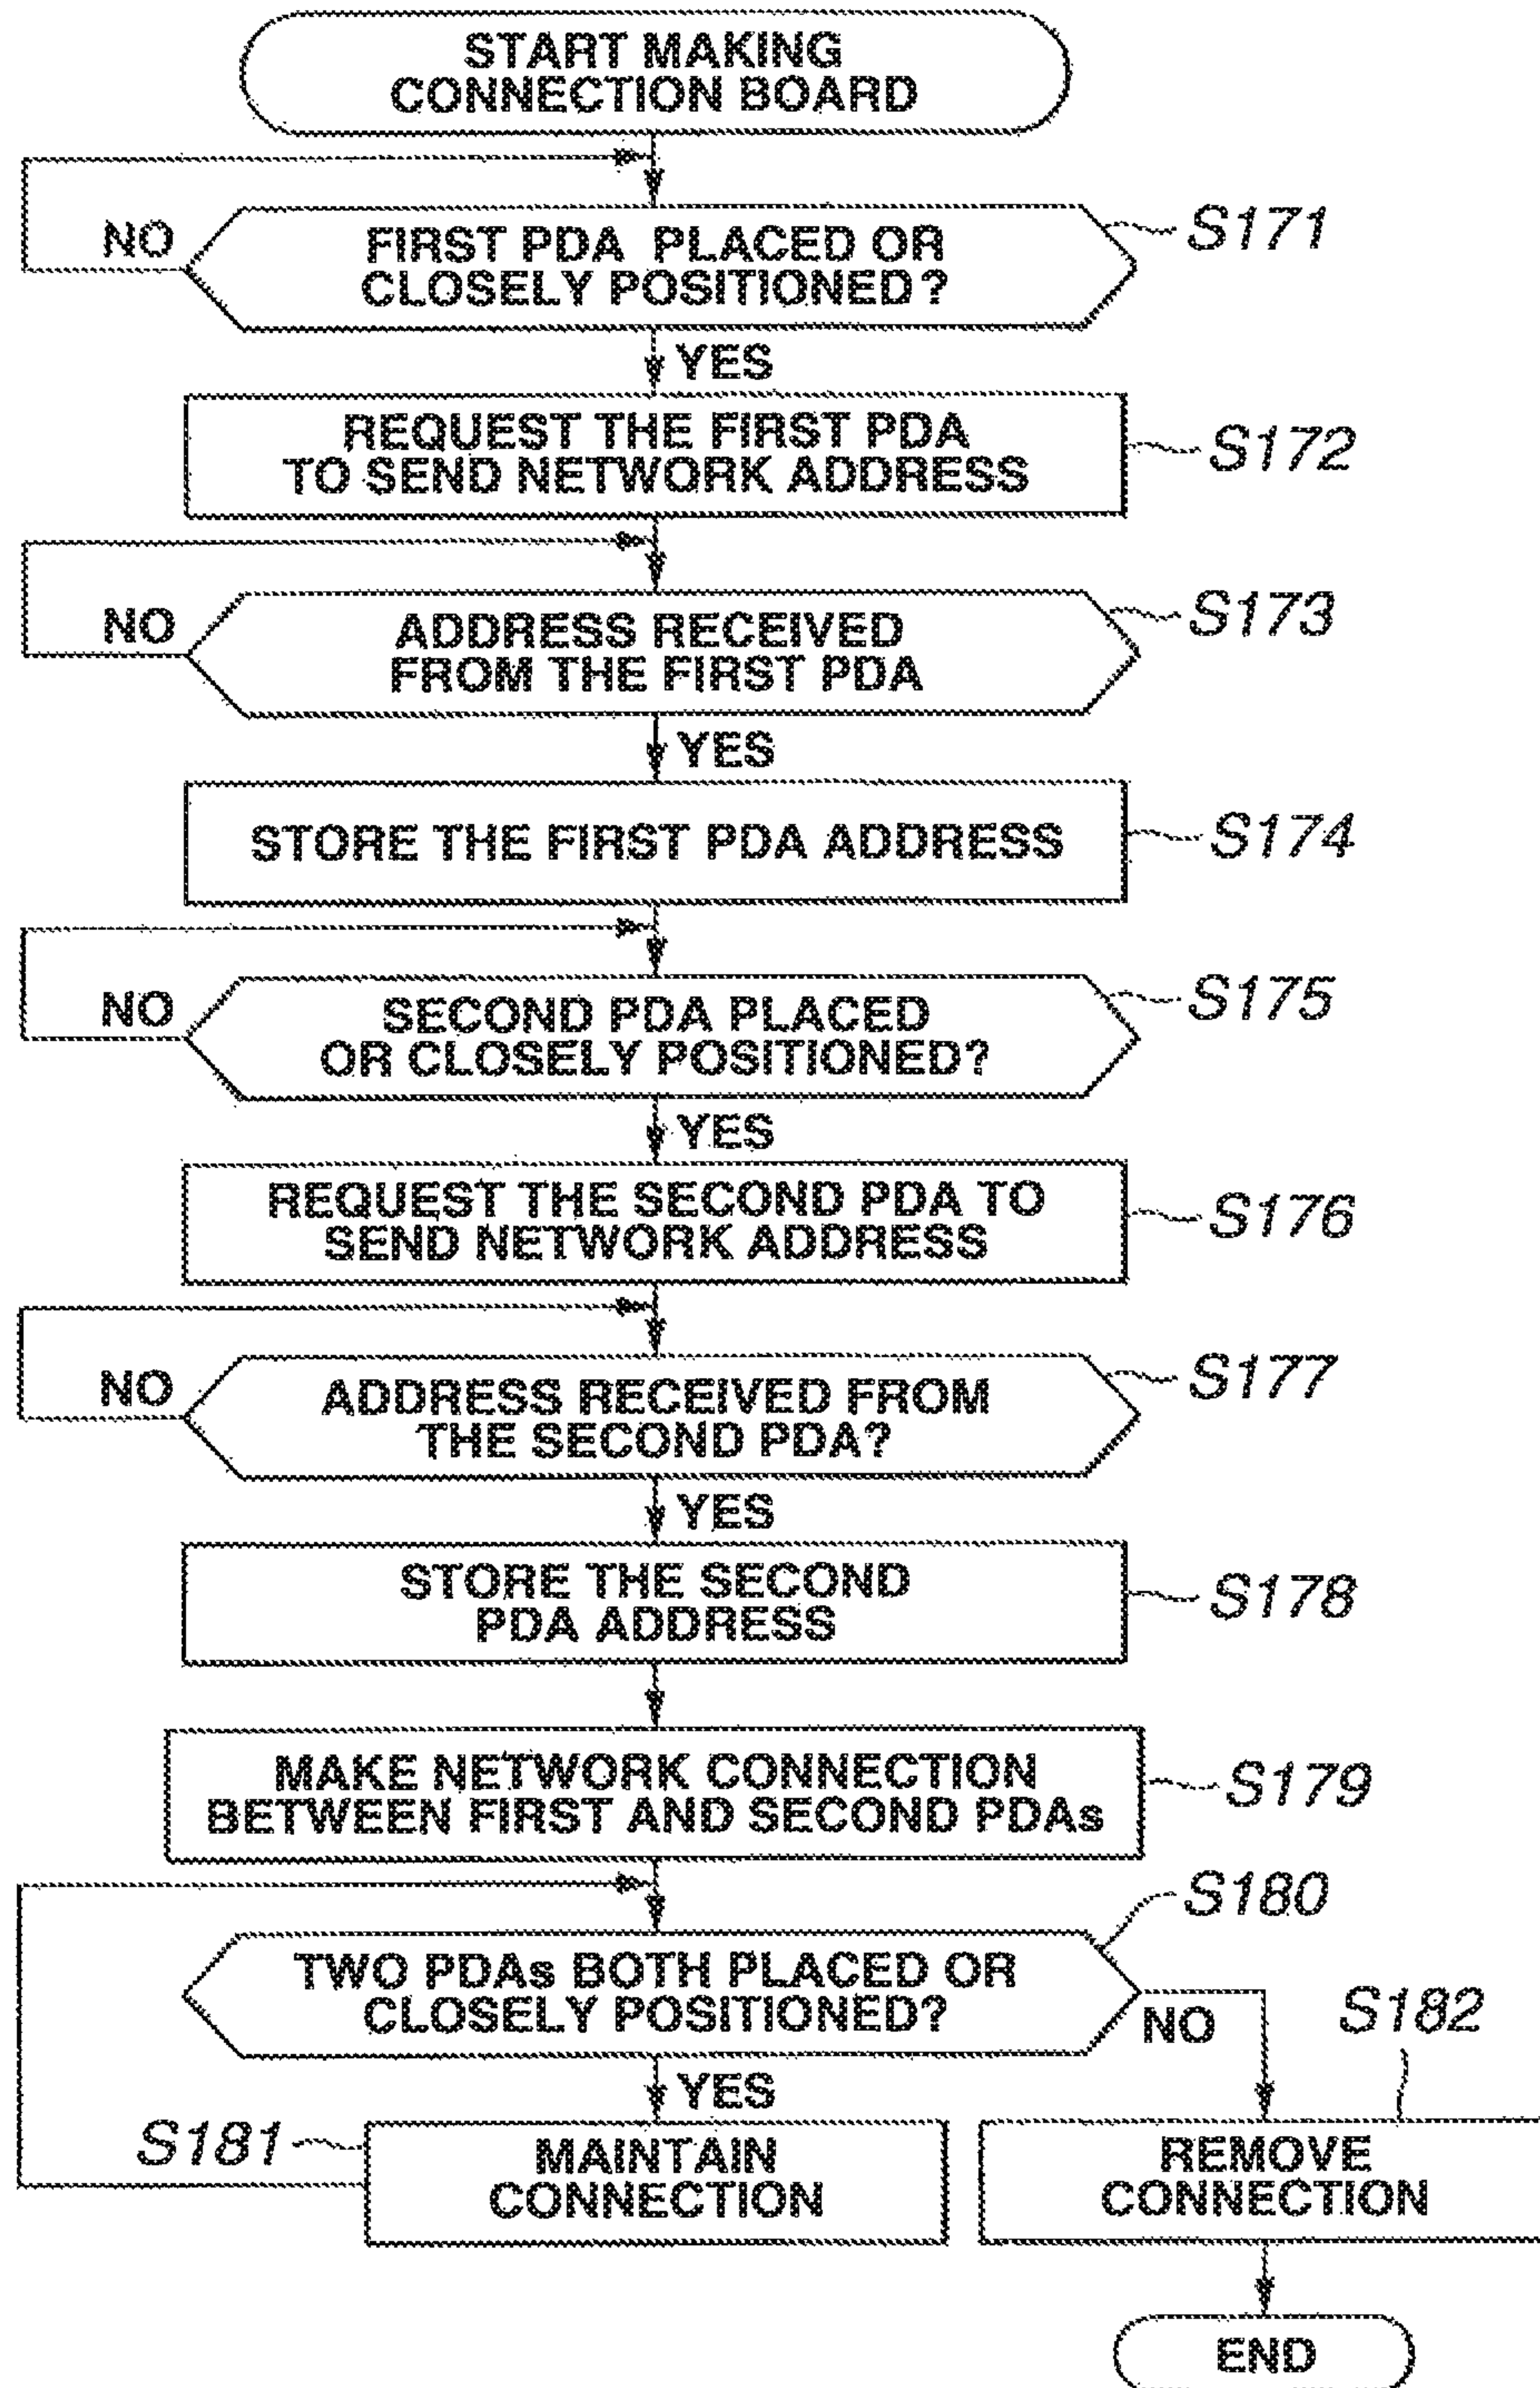 START MAKING
CONNECTION BOARD
NO
FIRST PDA PLACED OR
CLOSELY POSITIONED?
S171
YES
REQUEST THE FIRST PDA
TO SEND NETWORK ADDRESS
S172
NO
ADDRESS RECEIVED
FROM THE FIRST PDA
S173
YES
STORE THE FIRST PDA ADDRESS
S174
NO
SECOND PDA PLACED
OR CLOSELY POSITIONED?
S175
YES
REQUEST THE SECOND PDA TO
SEND NETWORK ADDRESS
S176
NO
ADDRESS RECEIVED FROM
THE SECOND PDA?
S177
YES
STORE THE SECOND
PDA ADDRESS
S178
MAKE NETWORK CONNECTION
BETWEEN FIRST AND SECOND PDAs
S179
TWO PDAs BOTH PLACED OR
CLOSELY POSITIONED?
S180
NO
S182
YES
S181
MAINTAIN
CONNECTION
REMOVE
CONNECTION
END